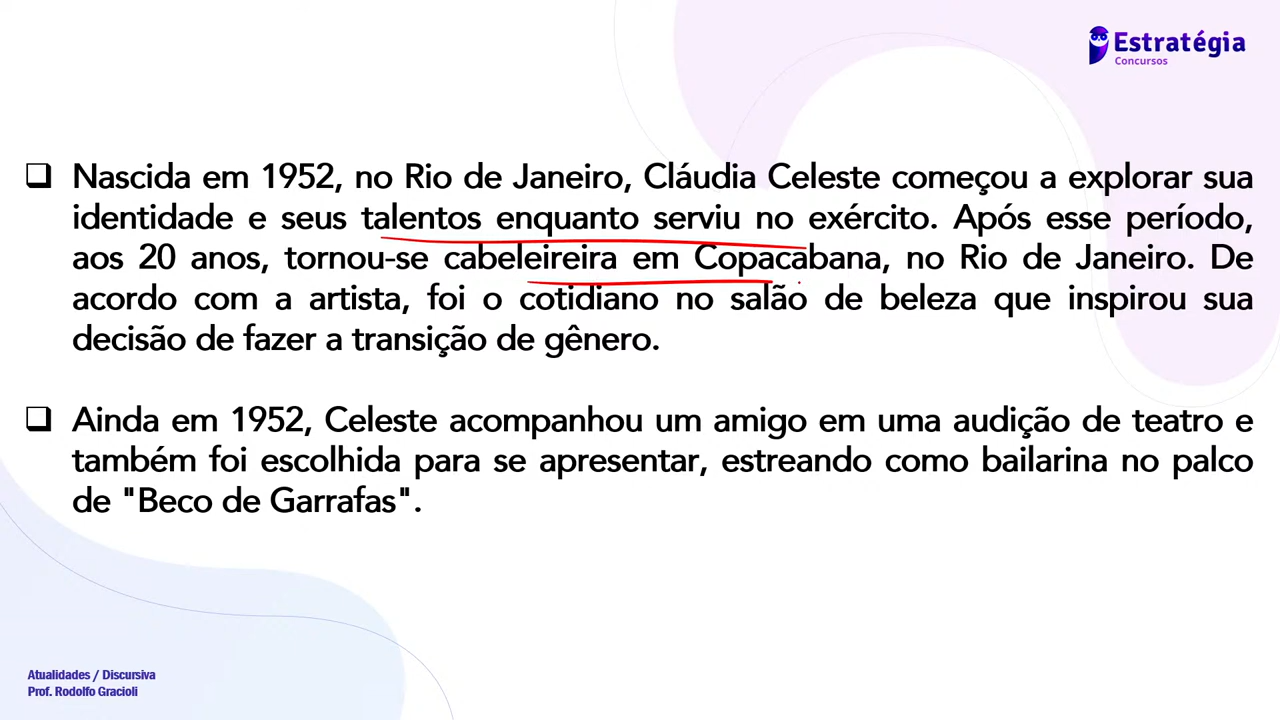 Estratégia
Concursos
❑ Nascida em 1952, no Rio de Janeiro, Cláudia Celeste começou a explorar sua
identidade e seus talentos enquanto serviu no exército. Após esse período,
aos 20 anos, tornou-se cabeleireira em Copacabana, no Rio de Janeiro. De
acordo com a artista, foi o cotidiano no salão de beleza que inspirou sua
decisão de fazer a transição de gênero.
❑ Ainda em 1952, Celeste acompanhou um amigo em uma audição de teatro e
também foi escolhida para se apresentar, estreando como bailarina no palco
de "Beco de Garrafas".
Atualidades / Discursiva
Prof. Rodolfo Gracioli